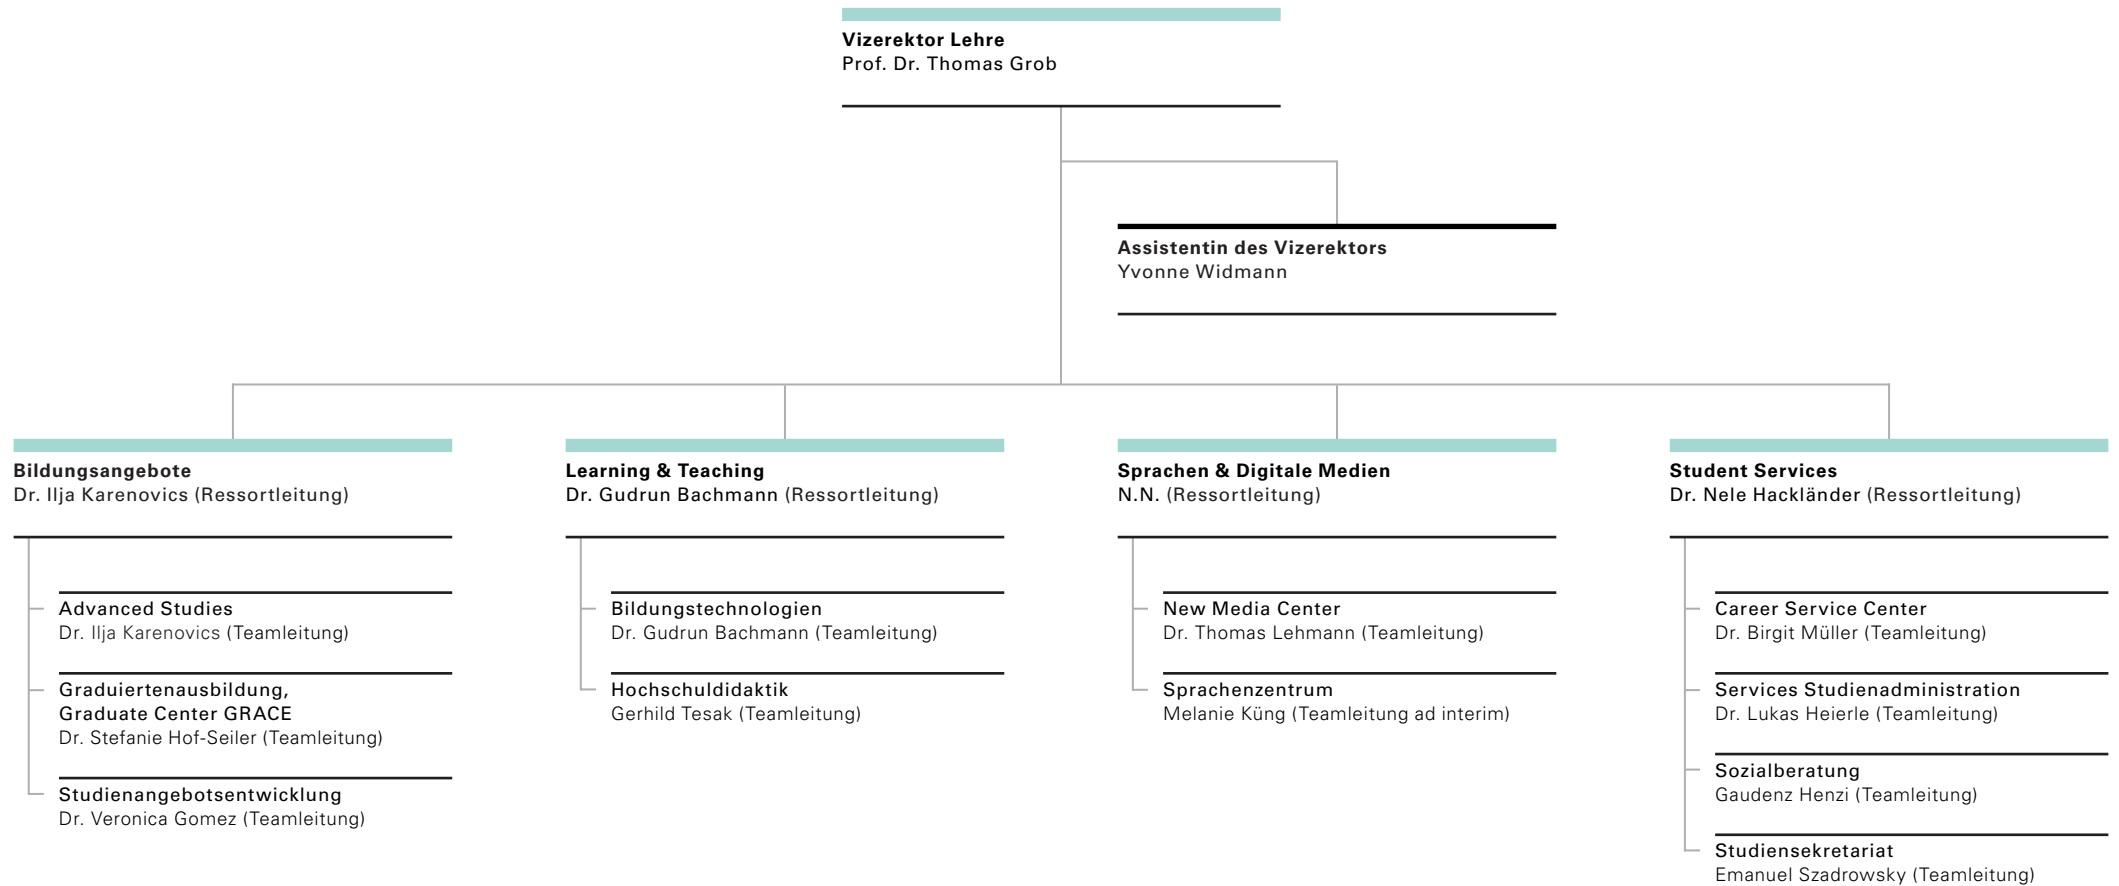 Vizerektor Lehre
Prof. Dr. Thomas Grob
Assistentin des Vizerektors
Yvonne Widmann
Bildungsangebote
Dr. Ilja Karenovics (Ressortleitung)
Advanced Studies
Dr. Ilja Karenovics (Teamleitung)
Graduiertenausbildung,
Graduate Center GRACE
Dr. Stefanie Hof-Seiler (Teamleitung)
Studienangebotsentwicklung
Dr. Veronica Gomez (Teamleitung)
Learning & Teaching
Dr. Gudrun Bachmann (Ressortleitung)
Bildungstechnologien
Dr. Gudrun Bachmann (Teamleitung)
Hochschuldidaktik
Gerhild Tesak (Teamleitung)
Sprachen & Digitale Medien
N.N. (Ressortleitung)
New Media Center
Dr. Thomas Lehmann (Teamleitung)
Sprachenzentrum
Melanie Küng (Teamleitung ad interim)
Student Services
Dr. Nele Hackländer (Ressortleitung)
Career Service Center
Dr. Birgit Müller (Teamleitung)
Services Studienadministration
Dr. Lukas Heierle (Teamleitung)
Sozialberatung
Gaudenz Henzi (Teamleitung)
Studiensekretariat
Emanuel Szadrowsky (Teamleitung)